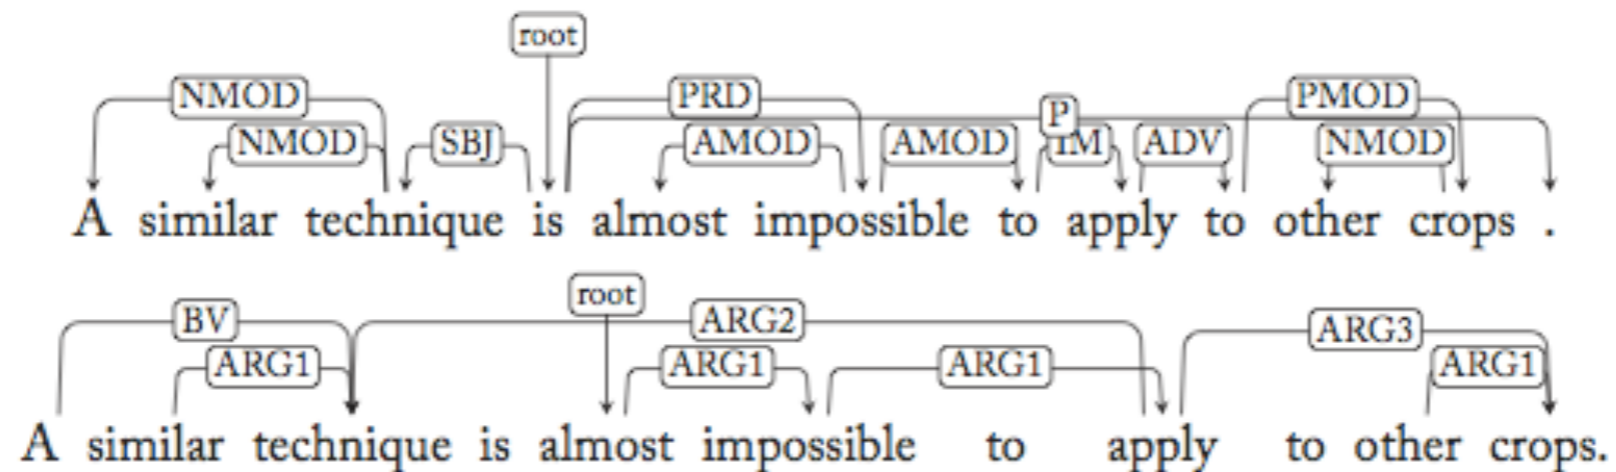 root
NMOD PRD P PMOD
NMOD SBJ AMOD AMOD IM ADV NMOD
A similar technique is almost impossible to apply to other crops .
root
BV ARG2 ARG3
ARG1 ARG1 ARG1 ARG1
A similar technique is almost impossible to apply to other crops.